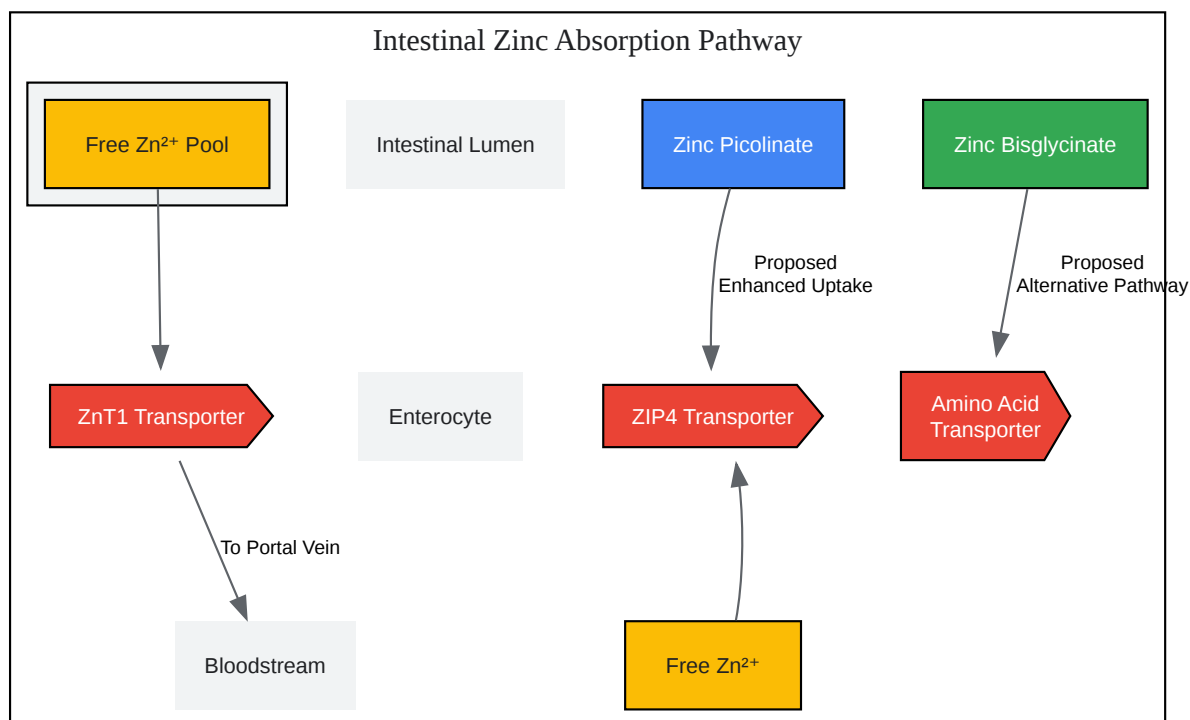 Intestinal Zinc Absorption Pathway
Free Zn²⁺ Pool
Intestinal Lumen
Zinc Picolinate
Zinc Bisglycinate
Proposed
Enhanced Uptake
Proposed
Alternative Pathway
ZnT1 Transporter
Enterocyte
ZIP4 Transporter
Amino Acid
Transporter
To Portal Vein
Bloodstream
Free Zn²⁺